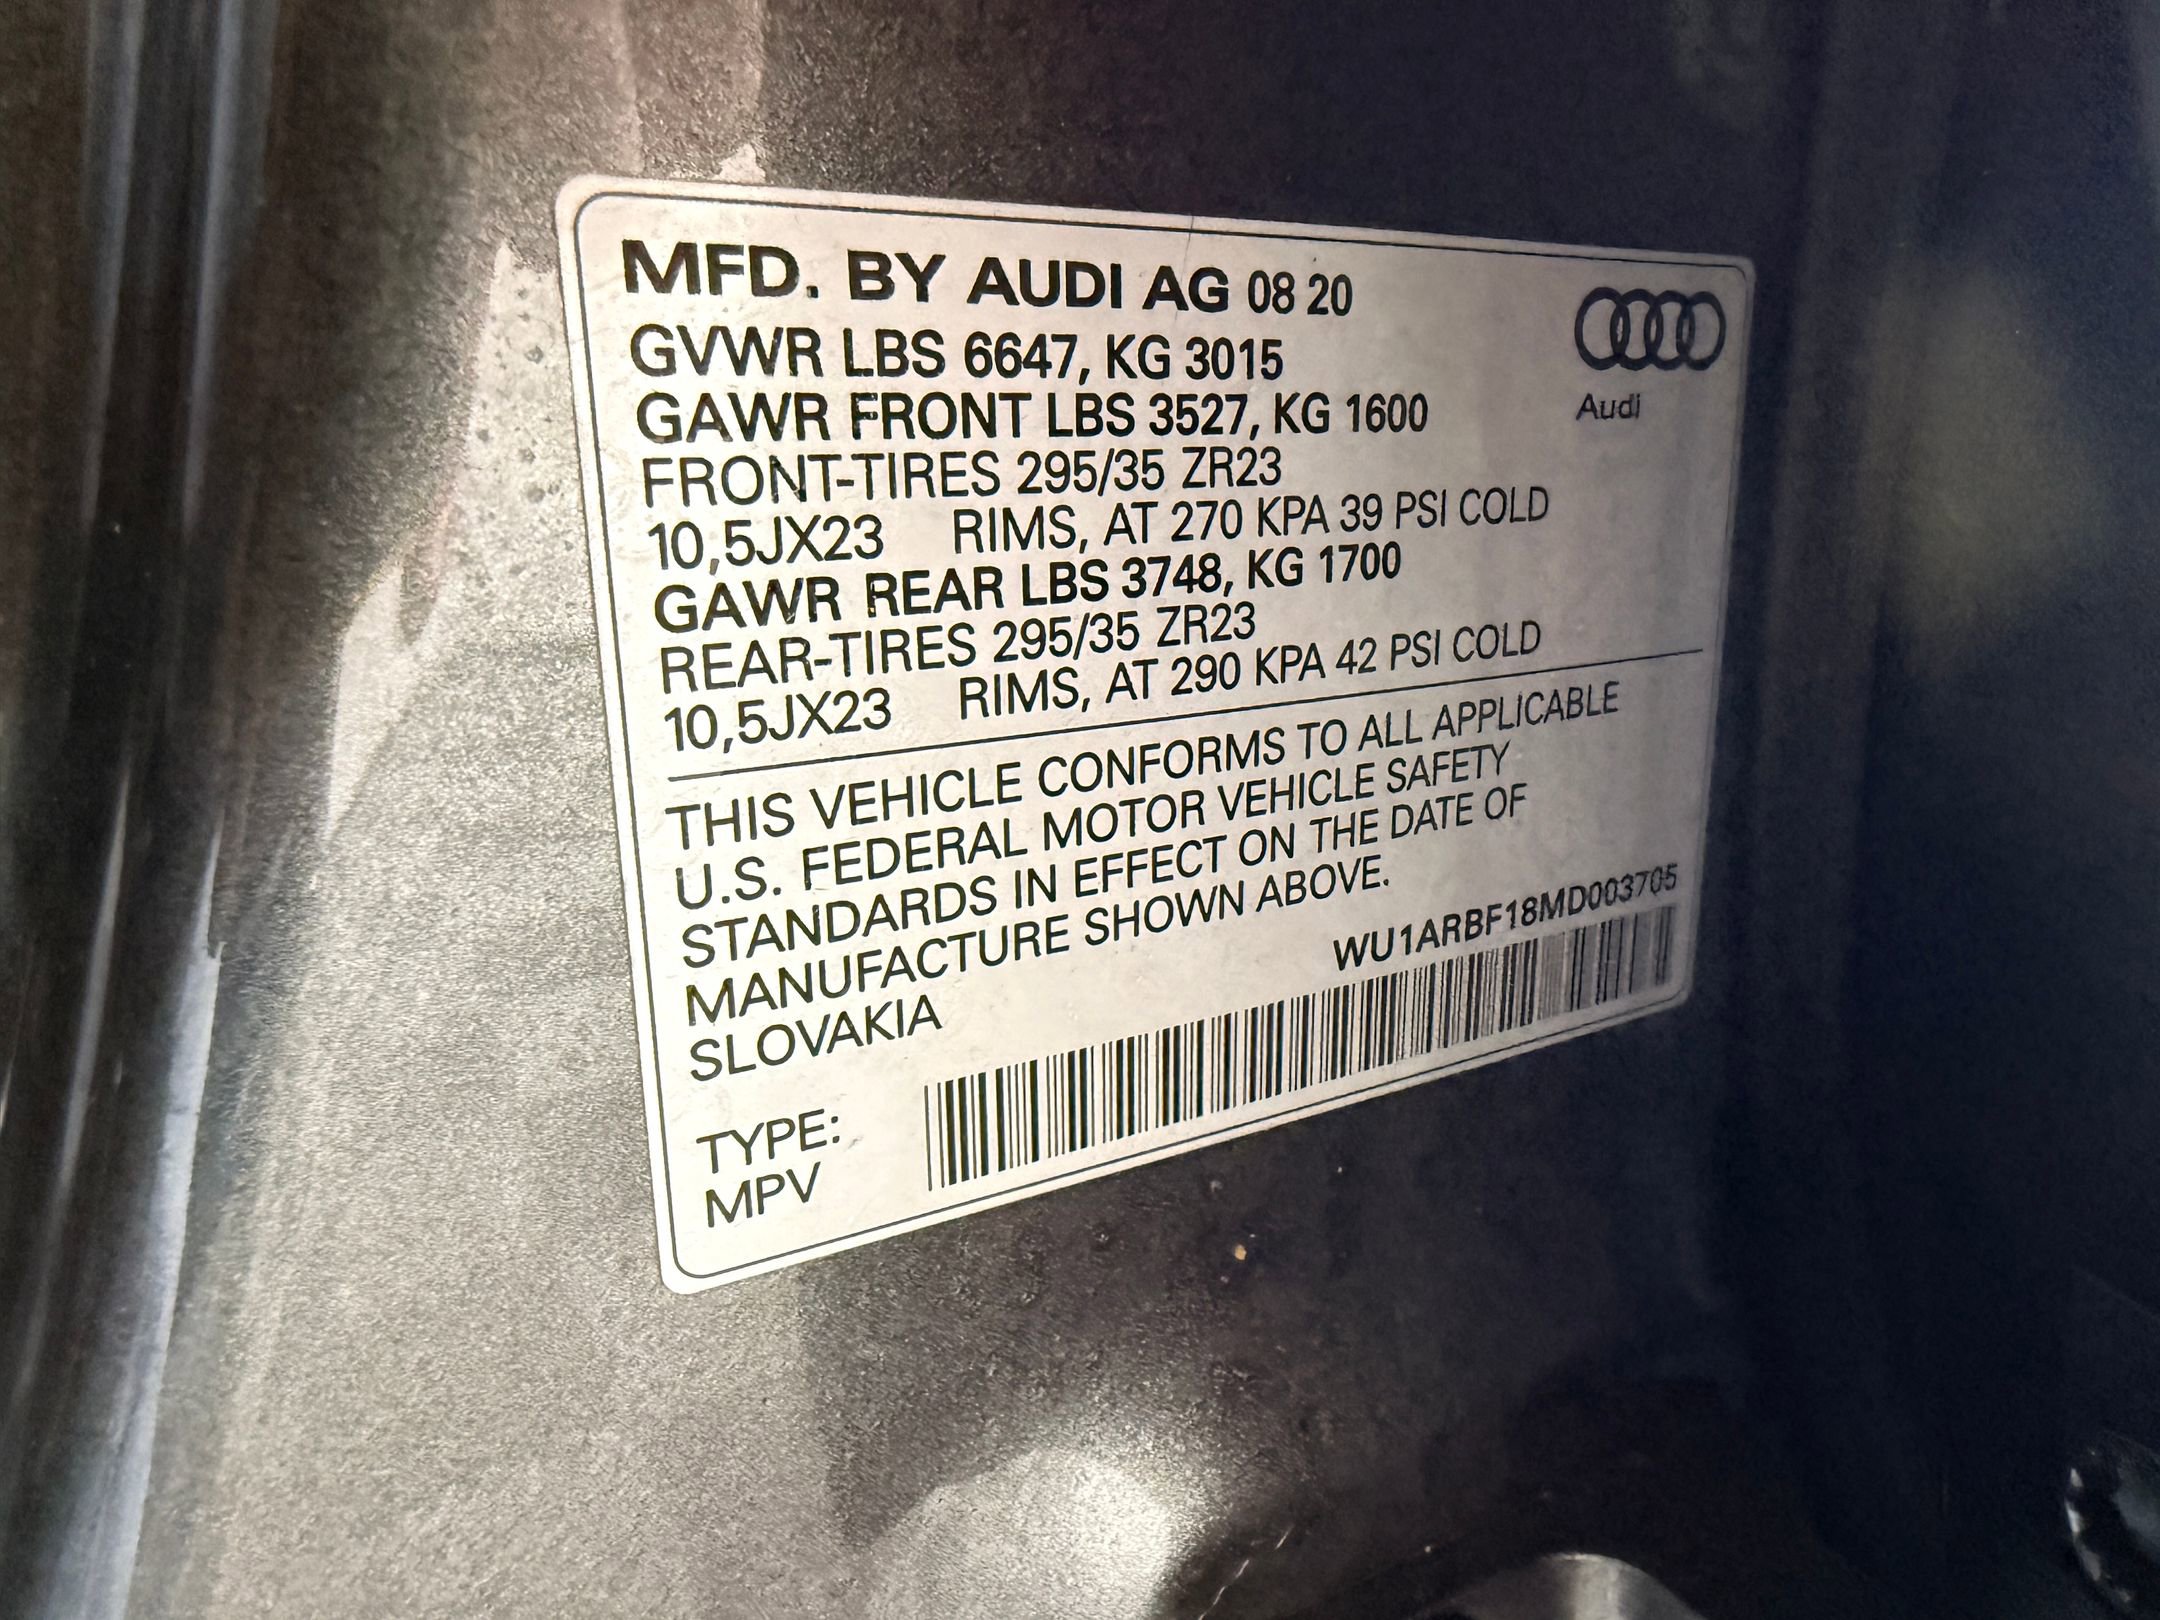 MFD. BY AUDI AG 08 20
GVWR LBS 6647, KG 3015
GAWR FRONT LBS 3527, KG 1600
FRONT-TIRES 295/35 ZR23
10,5JX23 RIMS, AT 270 KPA 39 PSI COLD
GAWR REAR LBS 3748, KG 1700
REAR-TIRES 295/35 ZR23
10,5JX23 RIMS, AT 290 KPA 42 PSI COLD
Audi
THIS VEHICLE CONFORMS TO ALL APPLICABLE
U.S. FEDERAL MOTOR VEHICLE SAFETY
STANDARDS IN EFFECT ON THE DATE OF
MANUFACTURE SHOWN ABOVE.
SLOVAKIA
WU1ARBF18MD003705
TYPE:
MPV